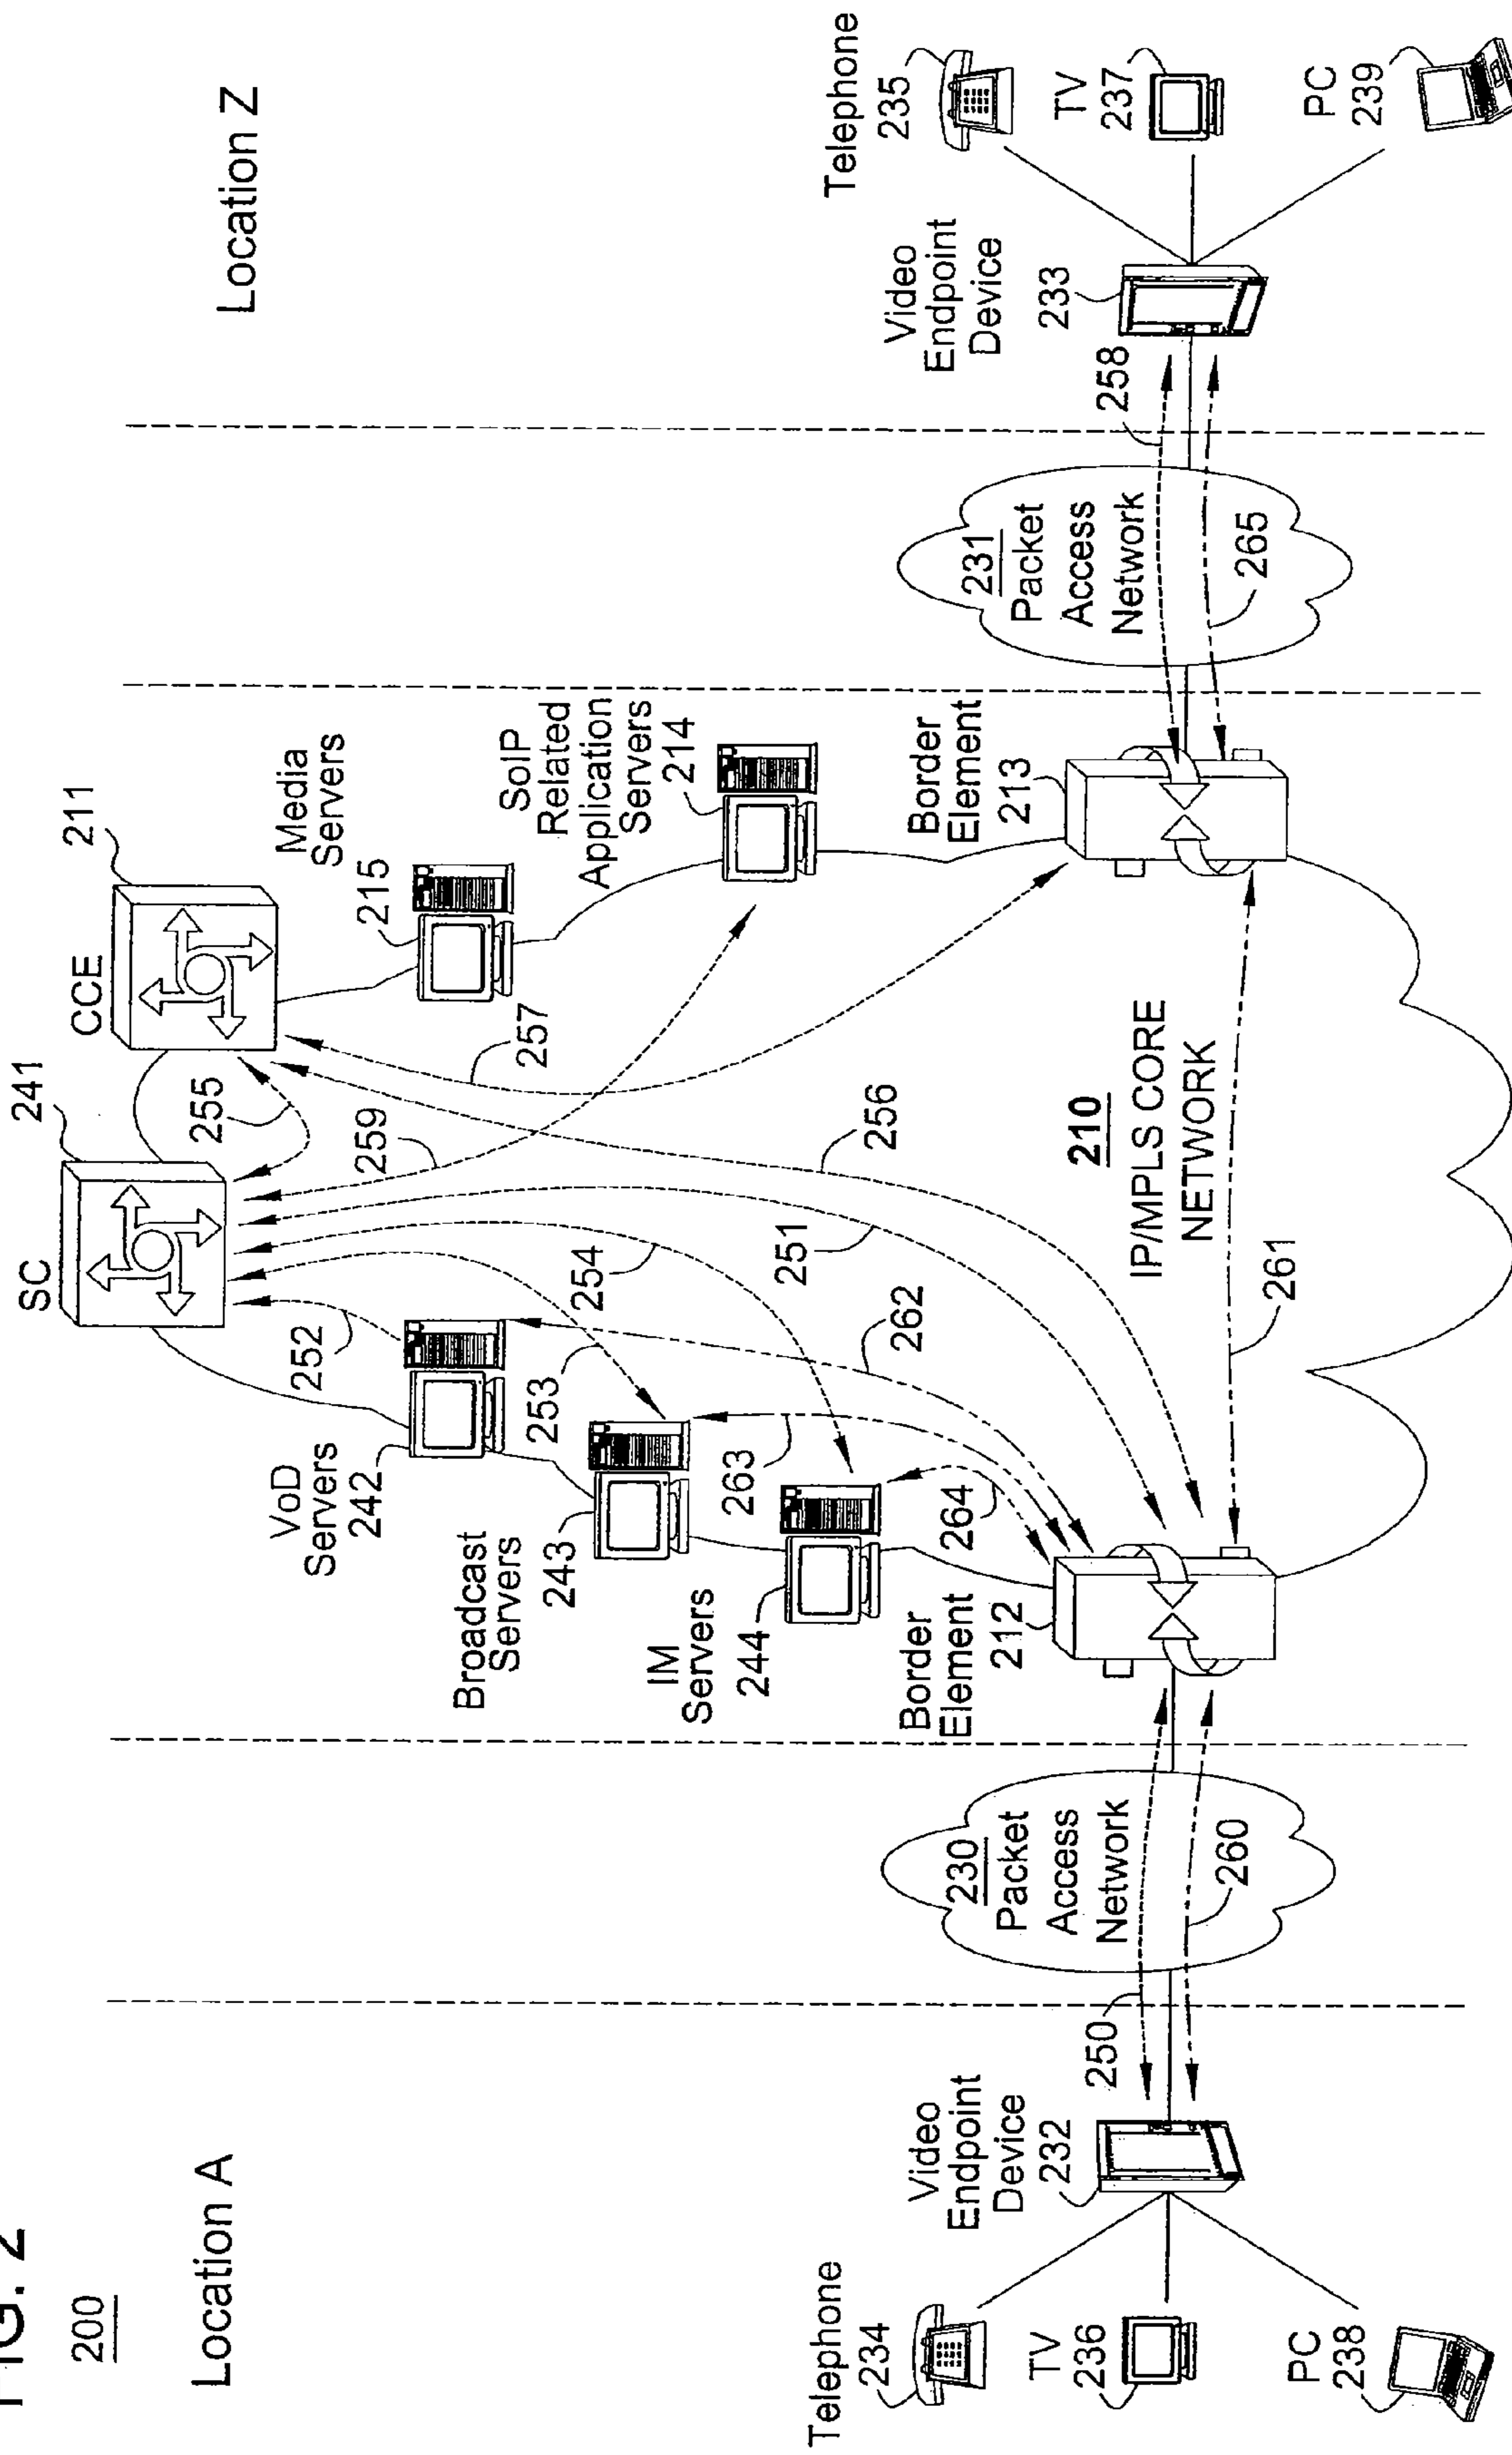 FIG. 2
200
Location A
Location Z
SC
241
CCE
211
255
252
259
257
VoD
Servers
242
Media
Servers
215
253
254
251
262
256
Broadcast
Servers
243
263
SoIP
Related
Application
Servers
214
IM
Servers
244
264
Border
Element
212
Border
Element
213
210
IP/MPLS CORE
NETWORK
261
230
Packet
Access
Network
260
231
Packet
Access
Network
265
Video
Endpoint
Device
232
250
Video
Endpoint
Device
233
258
Telephone
234
TV
236
PC
238
Telephone
235
TV
237
PC
239